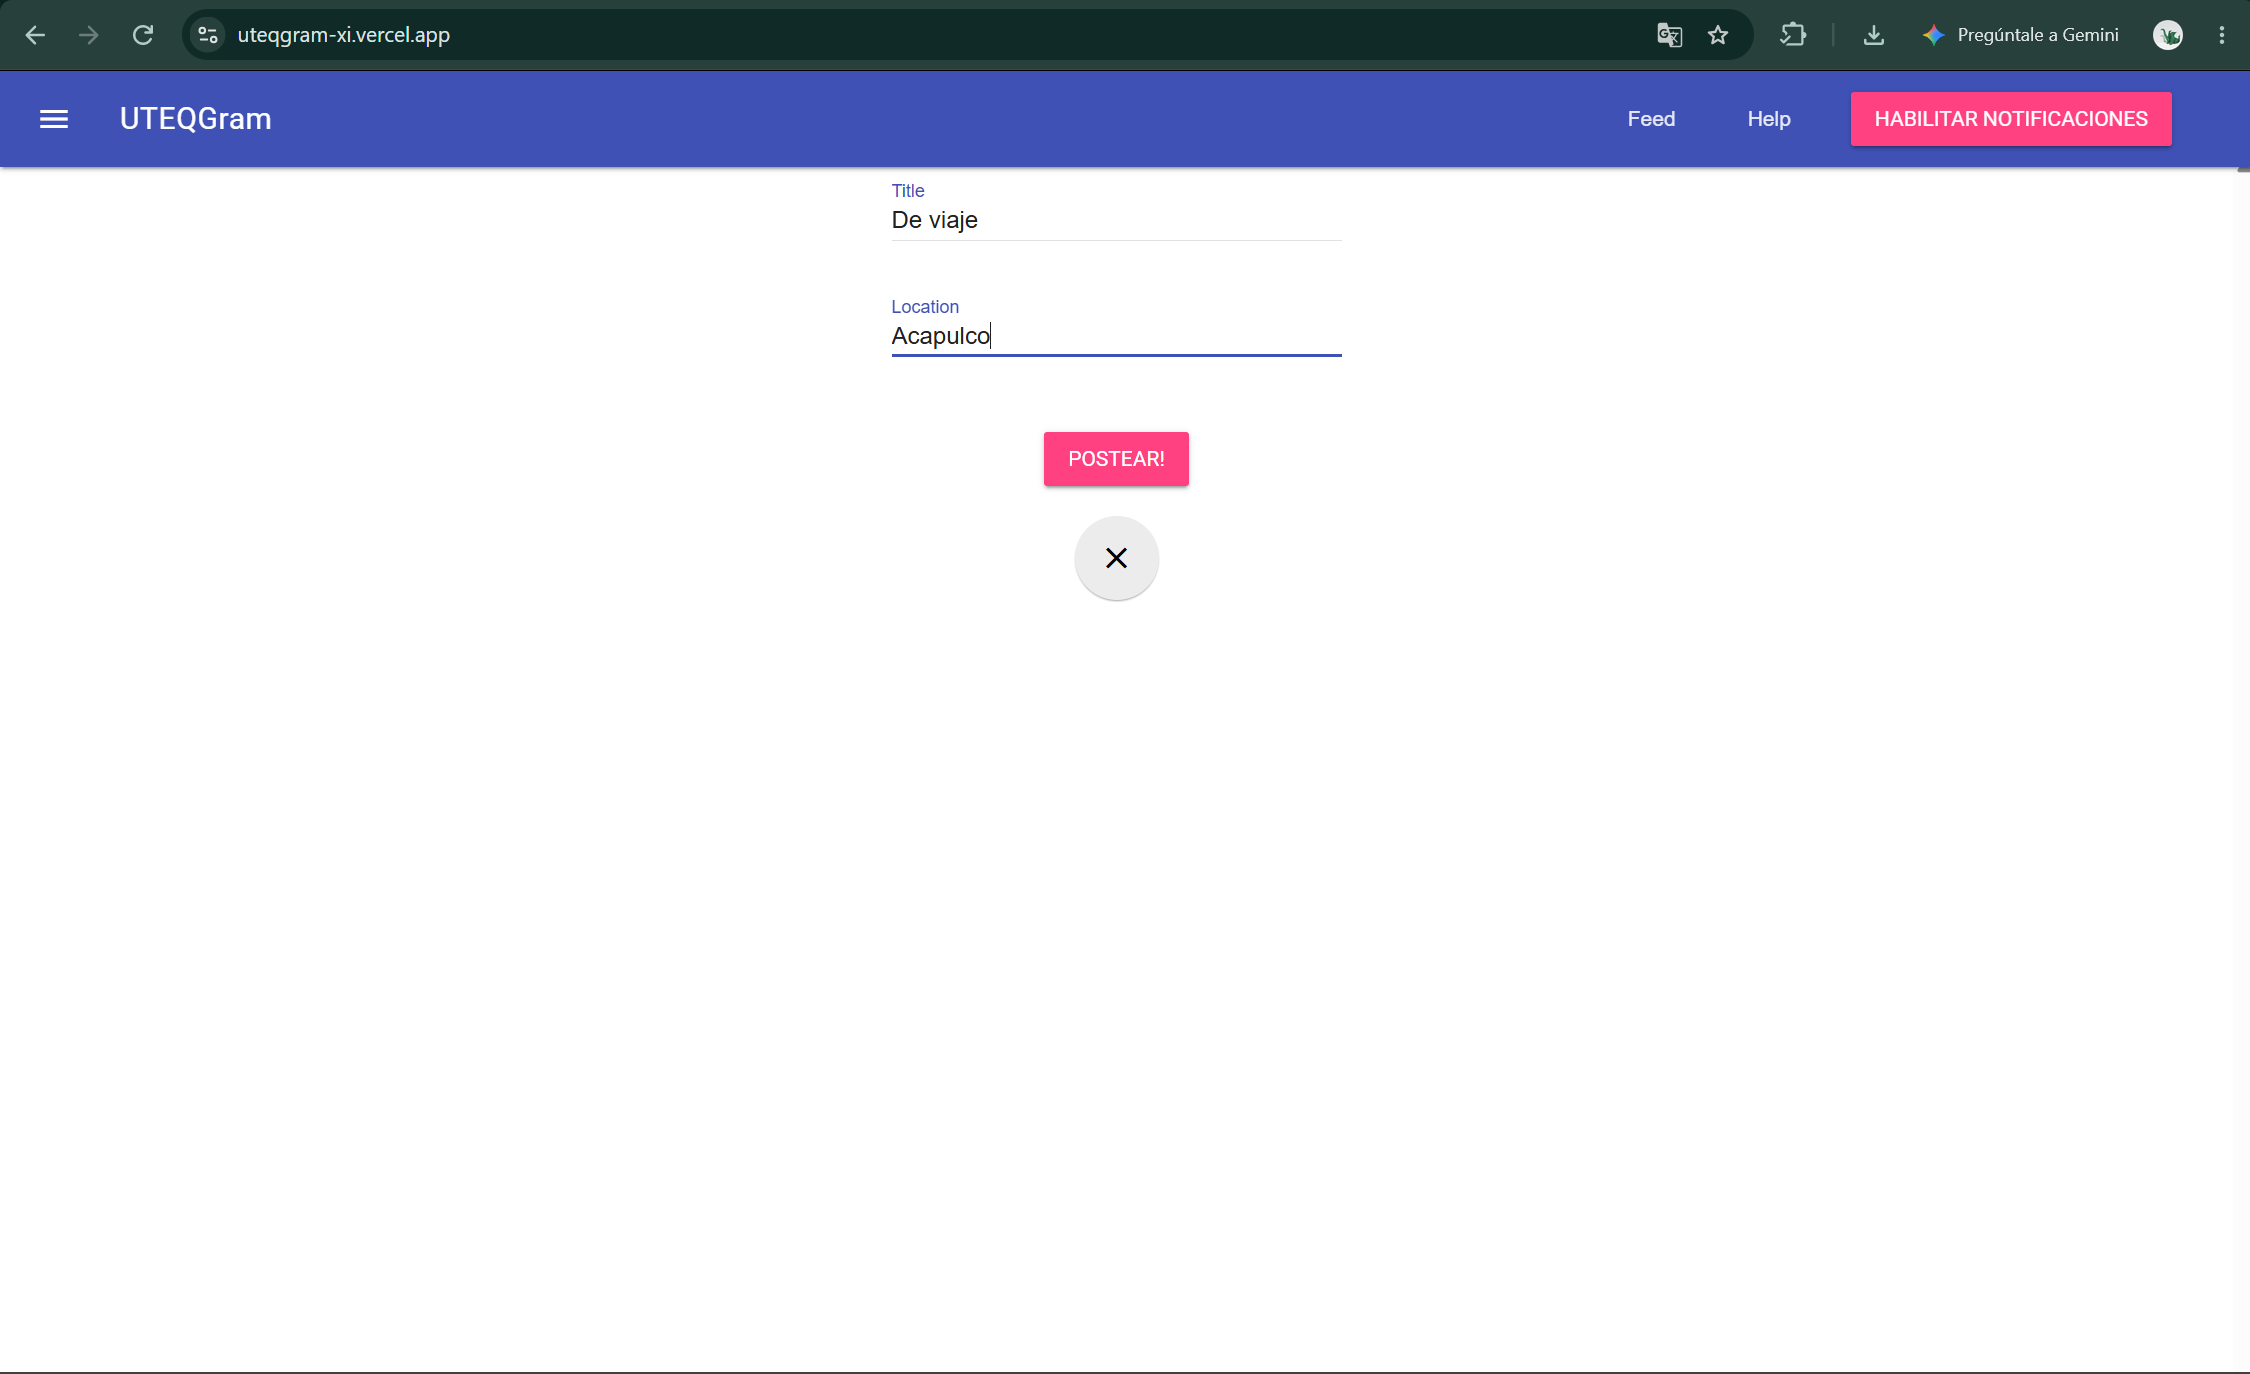 uteqgram-xi.vercel.app
Pregúntale a Gemini
UTEQGram
Feed
Help
HABILITAR NOTIFICACIONES
Title
De viaje
Location
Acapulco
POSTEAR!